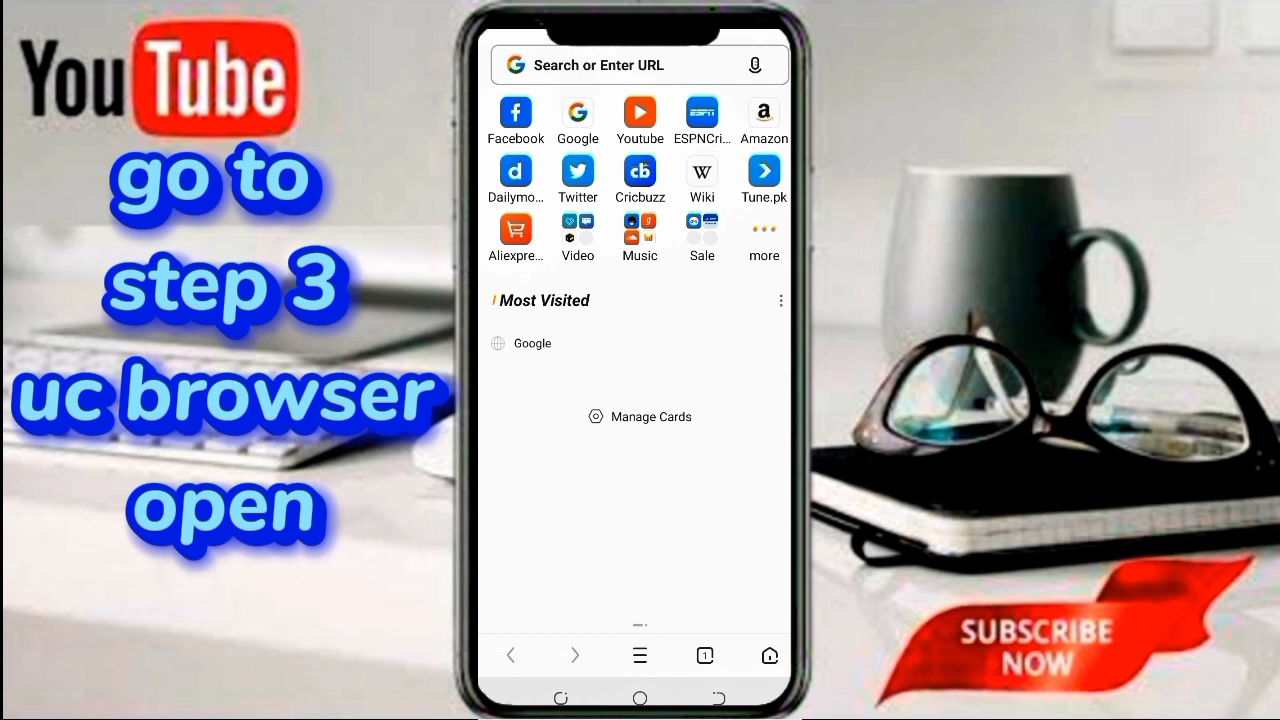 YouTube
go to
step 3
uc browser
open
Search or Enter URL
Facebook
Google
Youtube
ESPNCri...
Amazon
Dailymo...
Twitter
Cricbuzz
Wiki
Tune.pk
Aliexpre...
Video
Music
Sale
more
Most Visited
Google
Manage Cards
1
SUBSCRIBE
NOW